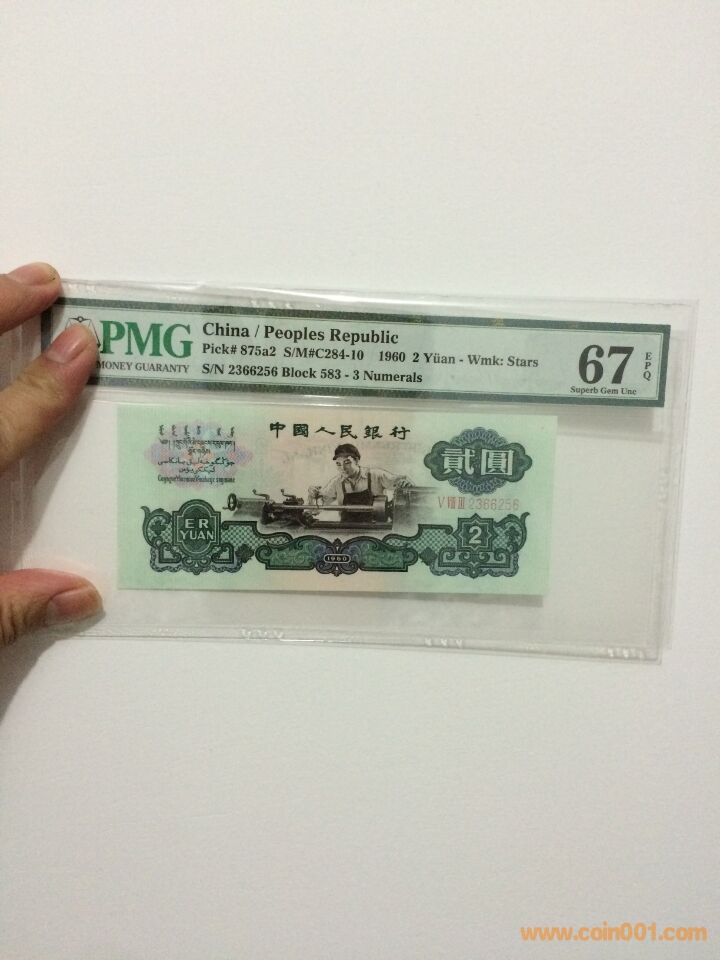 PMG
MONEY GUARANTY
China / Peoples Republic
Pick# 875a2 S/M#C284-10 1960 2 Yüan - Wmk: Stars
S/N 2366256 Block 583 - 3 Numerals
67 EPQ
Superb Gem Unc
中國人民銀行
貳圓
V VIII III 2366256
ER
YUAN
1960
2
www.coin001.com